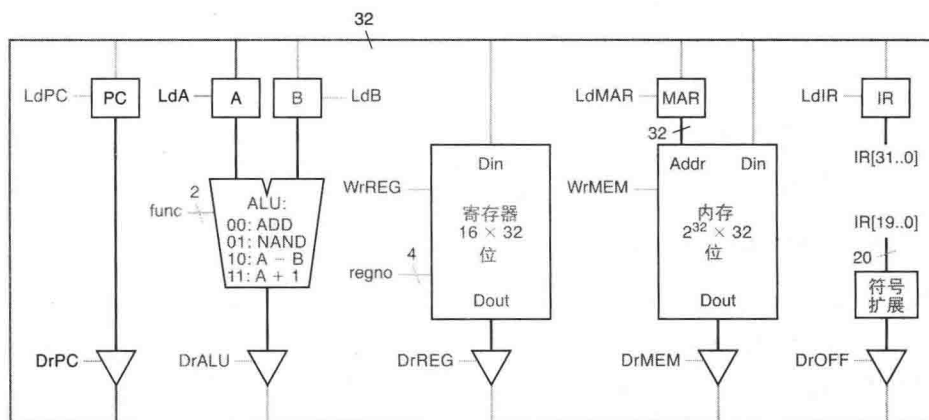 32
LdPC
PC
LdA
A
B
LdB
LdMAR
MAR
LdIR
IR
32
IR[31..0]
Din
Addr
Din
WrREG
WrMEM
2
func
ALU:
00: ADD
01: NAND
10: A − B
11: A + 1
寄存器
16 × 32
位
内存
2³² × 32
位
IR[19..0]
4
regno
20
符号
扩展
Dout
Dout
DrPC
DrALU
DrREG
DrMEM
DrOFF